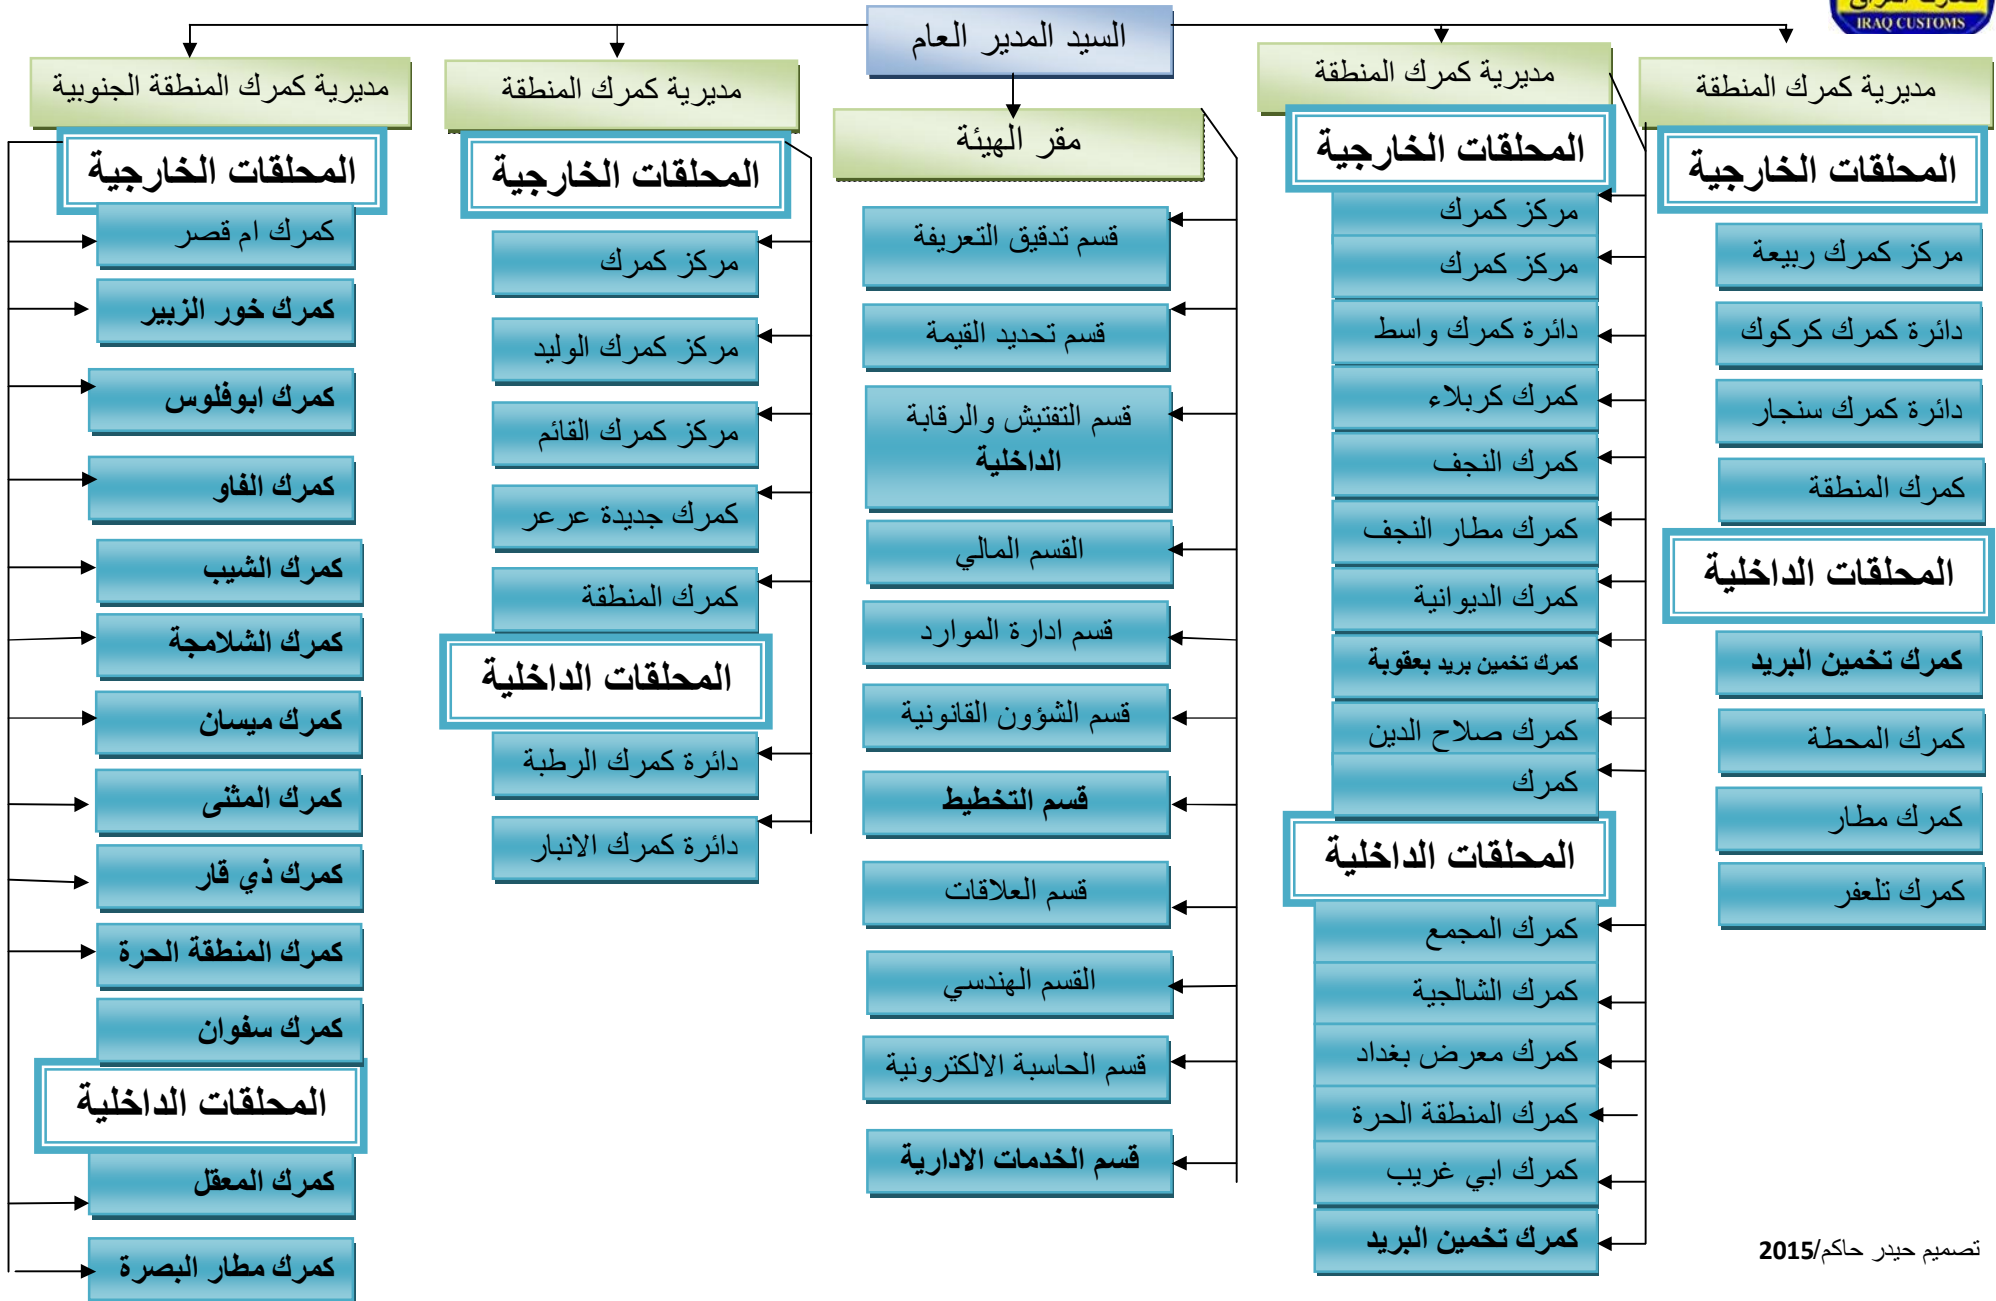 السيد المدير العام
كمارك العراق
IRAQ CUSTOMS
مديرية كمرك المنطقة
المحلقات الخارجية
مركز كمرك ربيعة
دائرة كمرك كركوك
دائرة كمرك سنجار
كمرك المنطقة
المحلقات الداخلية
كمرك تخمين البريد
كمرك المحطة
كمرك مطار
كمرك تلعفر
مديرية كمرك المنطقة
المحلقات الخارجية
مركز كمرك
مركز كمرك
دائرة كمرك واسط
كمرك كربلاء
كمرك النجف
كمرك مطار النجف
كمرك الديوانية
كمرك تخمين بريد بعقوبة
كمرك صلاح الدين
كمرك
المحلقات الداخلية
كمرك المجمع
كمرك الشالجية
كمرك معرض بغداد
كمرك المنطقة الحرة
كمرك ابي غريب
كمرك تخمين البريد
مقر الهيئة
قسم تدقيق التعريفة
قسم تحديد القيمة
قسم التفتيش والرقابة
الداخلية
القسم المالي
قسم ادارة الموارد
قسم الشؤون القانونية
قسم التخطيط
قسم العلاقات
القسم الهندسي
قسم الحاسبة الالكترونية
قسم الخدمات الادارية
مديرية كمرك المنطقة
المحلقات الخارجية
مركز كمرك
مركز كمرك الوليد
مركز كمرك القائم
كمرك جديدة عرعر
كمرك المنطقة
المحلقات الداخلية
دائرة كمرك الرطبة
دائرة كمرك الانبار
مديرية كمرك المنطقة الجنوبية
المحلقات الخارجية
كمرك ام قصر
كمرك خور الزبير
كمرك ابوفلوس
كمرك الفاو
كمرك الشيب
كمرك الشلامجة
كمرك ميسان
كمرك المثنى
كمرك ذي قار
كمرك المنطقة الحرة
كمرك سفوان
المحلقات الداخلية
كمرك المعقل
كمرك مطار البصرة
تصميم حيدر حاكم/2015